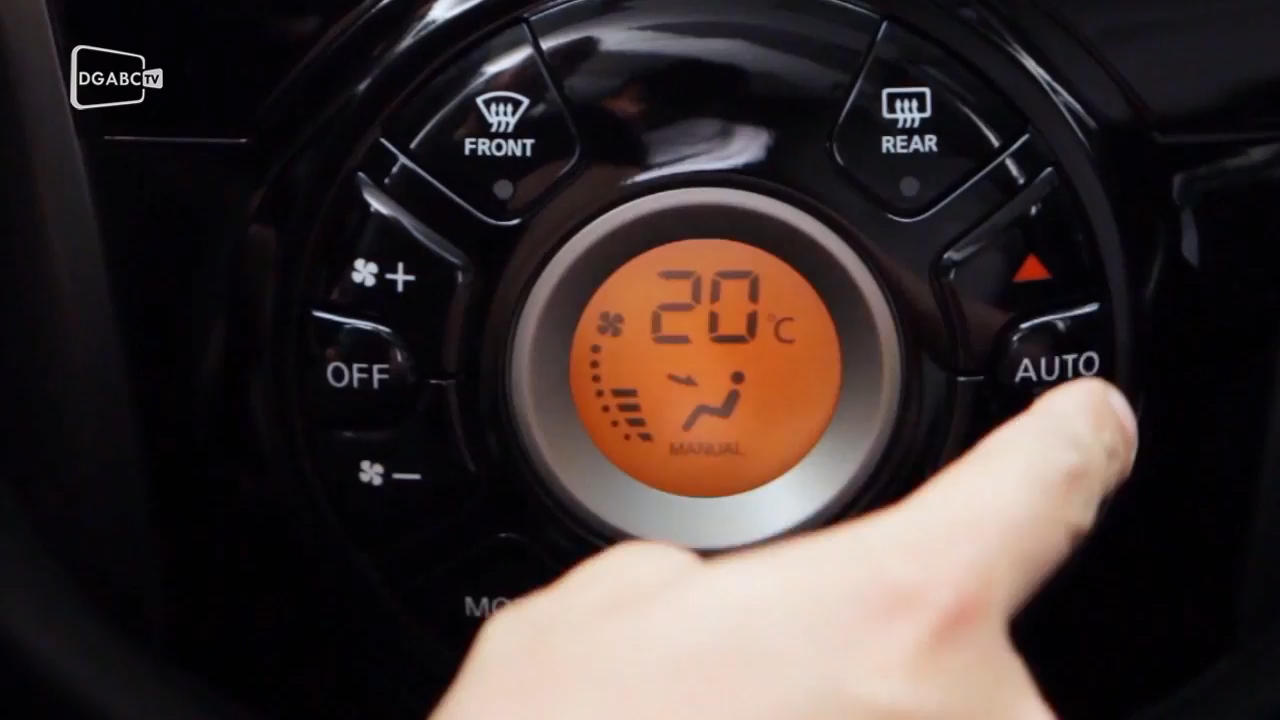 DGABC TV
FRONT
REAR
20 °C
OFF
AUTO
MANUAL